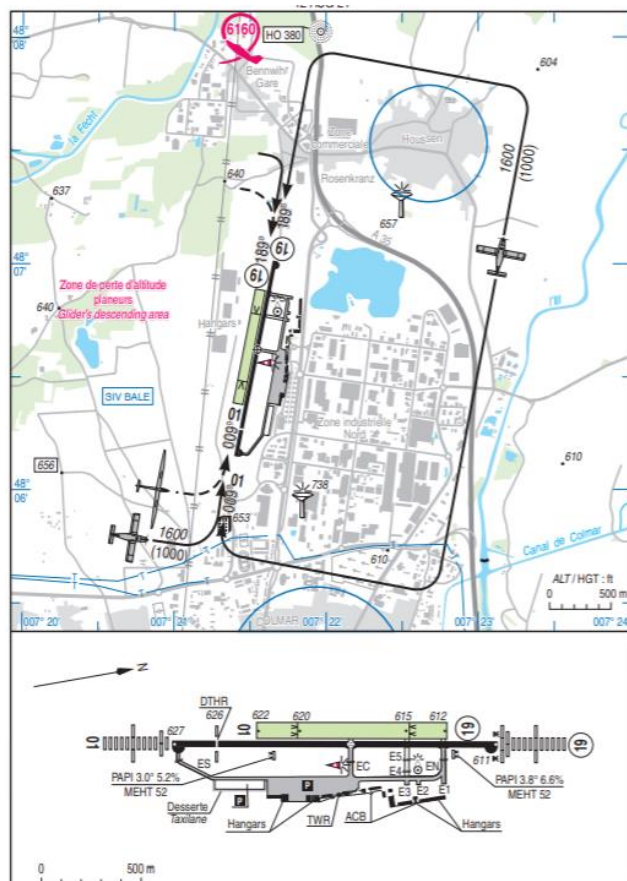 48°
08'
6160
HO 380
604
Bennwihr
Gare
la Fecht
Zone
Commerciale
Houssen
1600
(1000)
640
Rosenkranz
637
189°
189°
657
A 35
19
48°
07'
19
Zone de perte d'altitude
planeurs
Glider's descending area
640
Hangars
l'Ill
SIV BALE
01
Zone industrielle
Nord
009°
01
610
656
48°
06'
009°
738
653
1600
(1000)
610
Canal de Colmar
ALT / HGT : ft
0 500 m
COLMAR
007° 20 007° 21 007° 22 007° 23 007° 24
N
DTHR
627 626 622 620 615 612
01 01 19 19
611
PAPI 3.0° 5.2%
MEHT 52
ES EC E5 E4 EN
PAPI 3.8° 6.6%
MEHT 52
P
Desserte
Taxilane
P
E3 E2 E1
Hangars TWR ACB Hangars
0 500 m